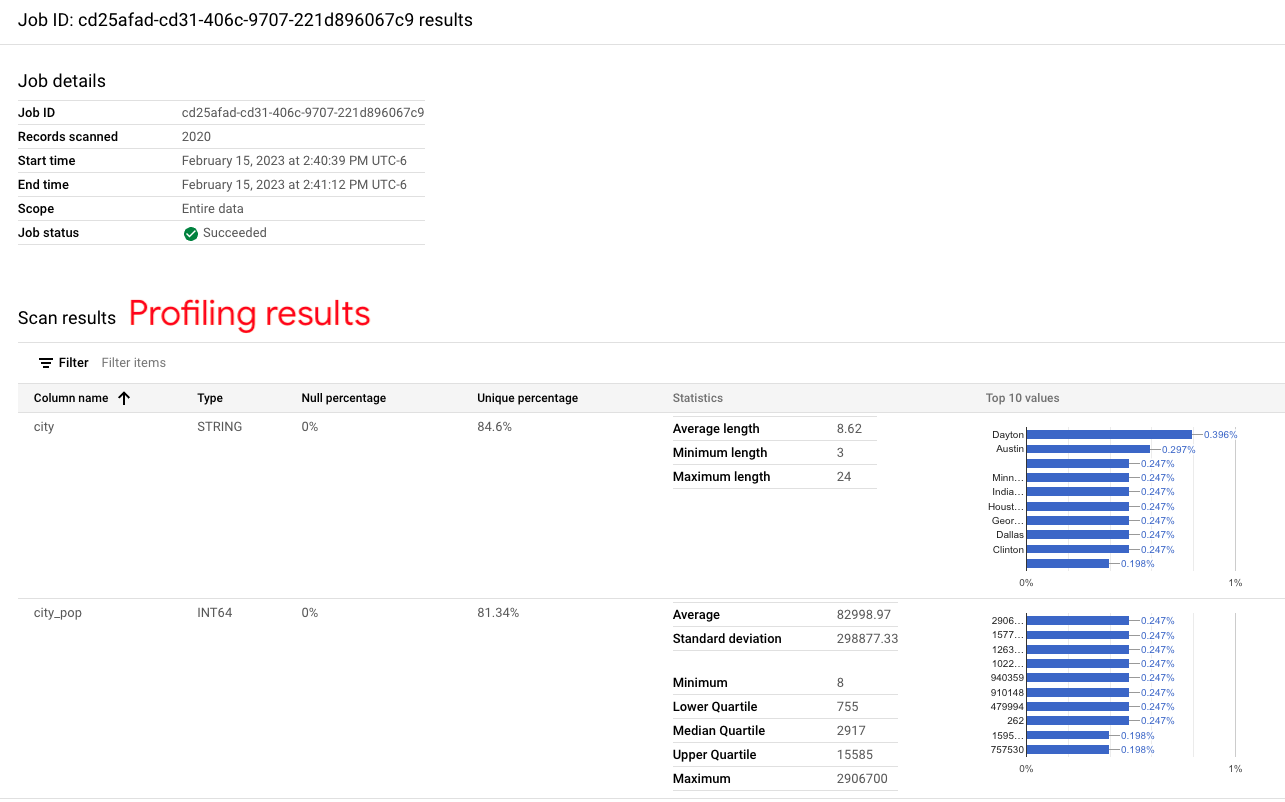 Job ID: cd25afad-cd31-406c-9707-221d896067c9 results
Job details
Job ID cd25afad-cd31-406c-9707-221d896067c9
Records scanned 2020
Start time February 15, 2023 at 2:40:39 PM UTC-6
End time February 15, 2023 at 2:41:12 PM UTC-6
Scope Entire data
Job status Succeeded
Scan results Profiling results
Filter Filter items
Column name Type Null percentage Unique percentage Statistics Top 10 values
city STRING 0% 84.6%
Average length 8.62
Minimum length 3
Maximum length 24
Dayton 0.396%
Austin 0.297%
0.247%
Minn... 0.247%
India... 0.247%
Houst... 0.247%
Geor... 0.247%
Dallas 0.247%
Clinton 0.247%
0.198%
0% 1%
city_pop INT64 0% 81.34%
Average 82998.97
Standard deviation 298877.33
Minimum 8
Lower Quartile 755
Median Quartile 2917
Upper Quartile 15585
Maximum 2906700
2906... 0.247%
1577... 0.247%
1263... 0.247%
1022... 0.247%
940359 0.247%
910148 0.247%
479994 0.247%
262 0.247%
1595... 0.198%
757530 0.198%
0% 1%